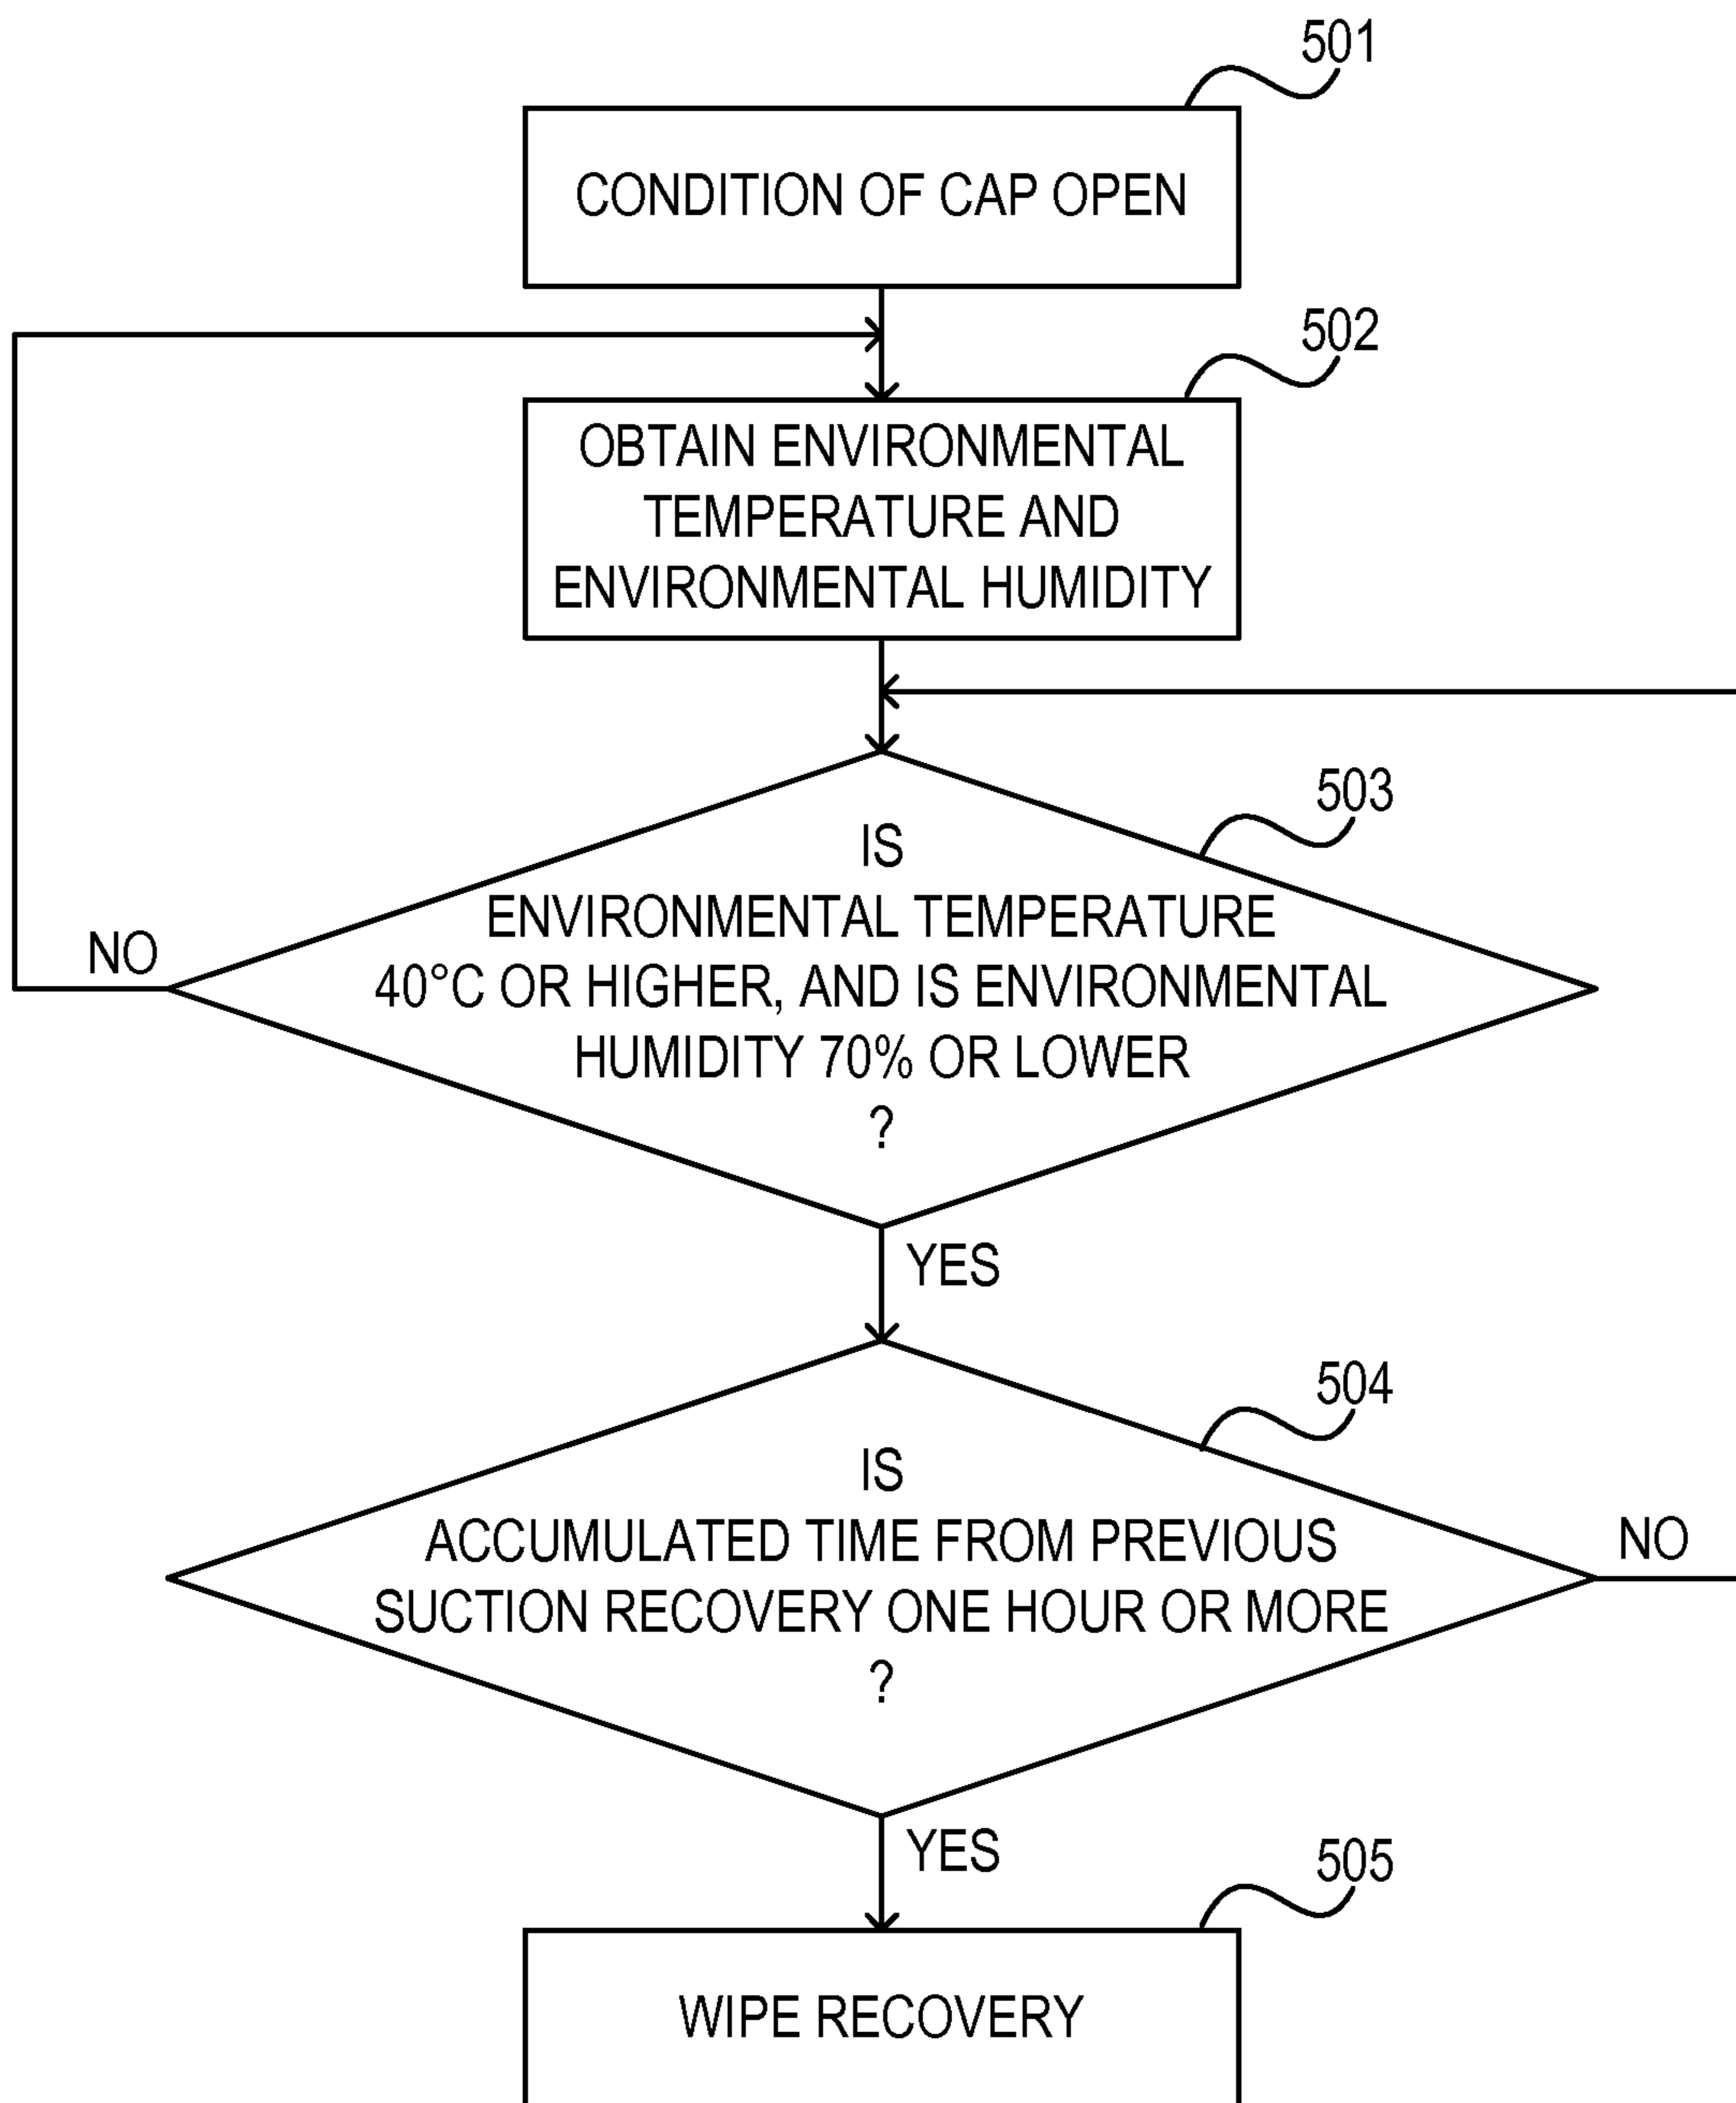 501
CONDITION OF CAP OPEN
502
OBTAIN ENVIRONMENTAL
TEMPERATURE AND
ENVIRONMENTAL HUMIDITY
503
IS
ENVIRONMENTAL TEMPERATURE
40°C OR HIGHER, AND IS ENVIRONMENTAL
HUMIDITY 70% OR LOWER
?
NO
YES
504
IS
ACCUMULATED TIME FROM PREVIOUS
SUCTION RECOVERY ONE HOUR OR MORE
?
NO
YES
505
WIPE RECOVERY